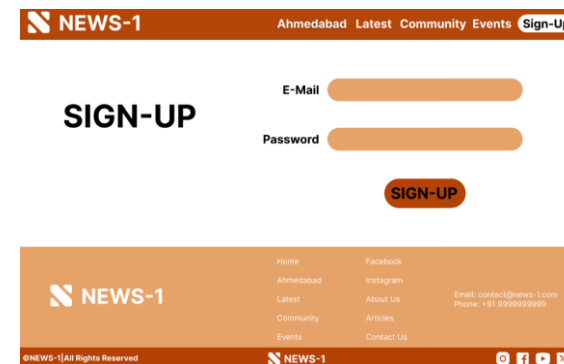 NEWS-1
Ahmedabad Latest Community Events Sign-Up
SIGN-UP
E-Mail
Password
SIGN-UP
NEWS-1
Home
Ahmedabad
Latest
Community
Events
Facebook
Instagram
About Us
Articles
Contact Us
Email: contact@news-1.com
Phone: +91 9999999999
©NEWS-1|All Rights Reserved
NEWS-1